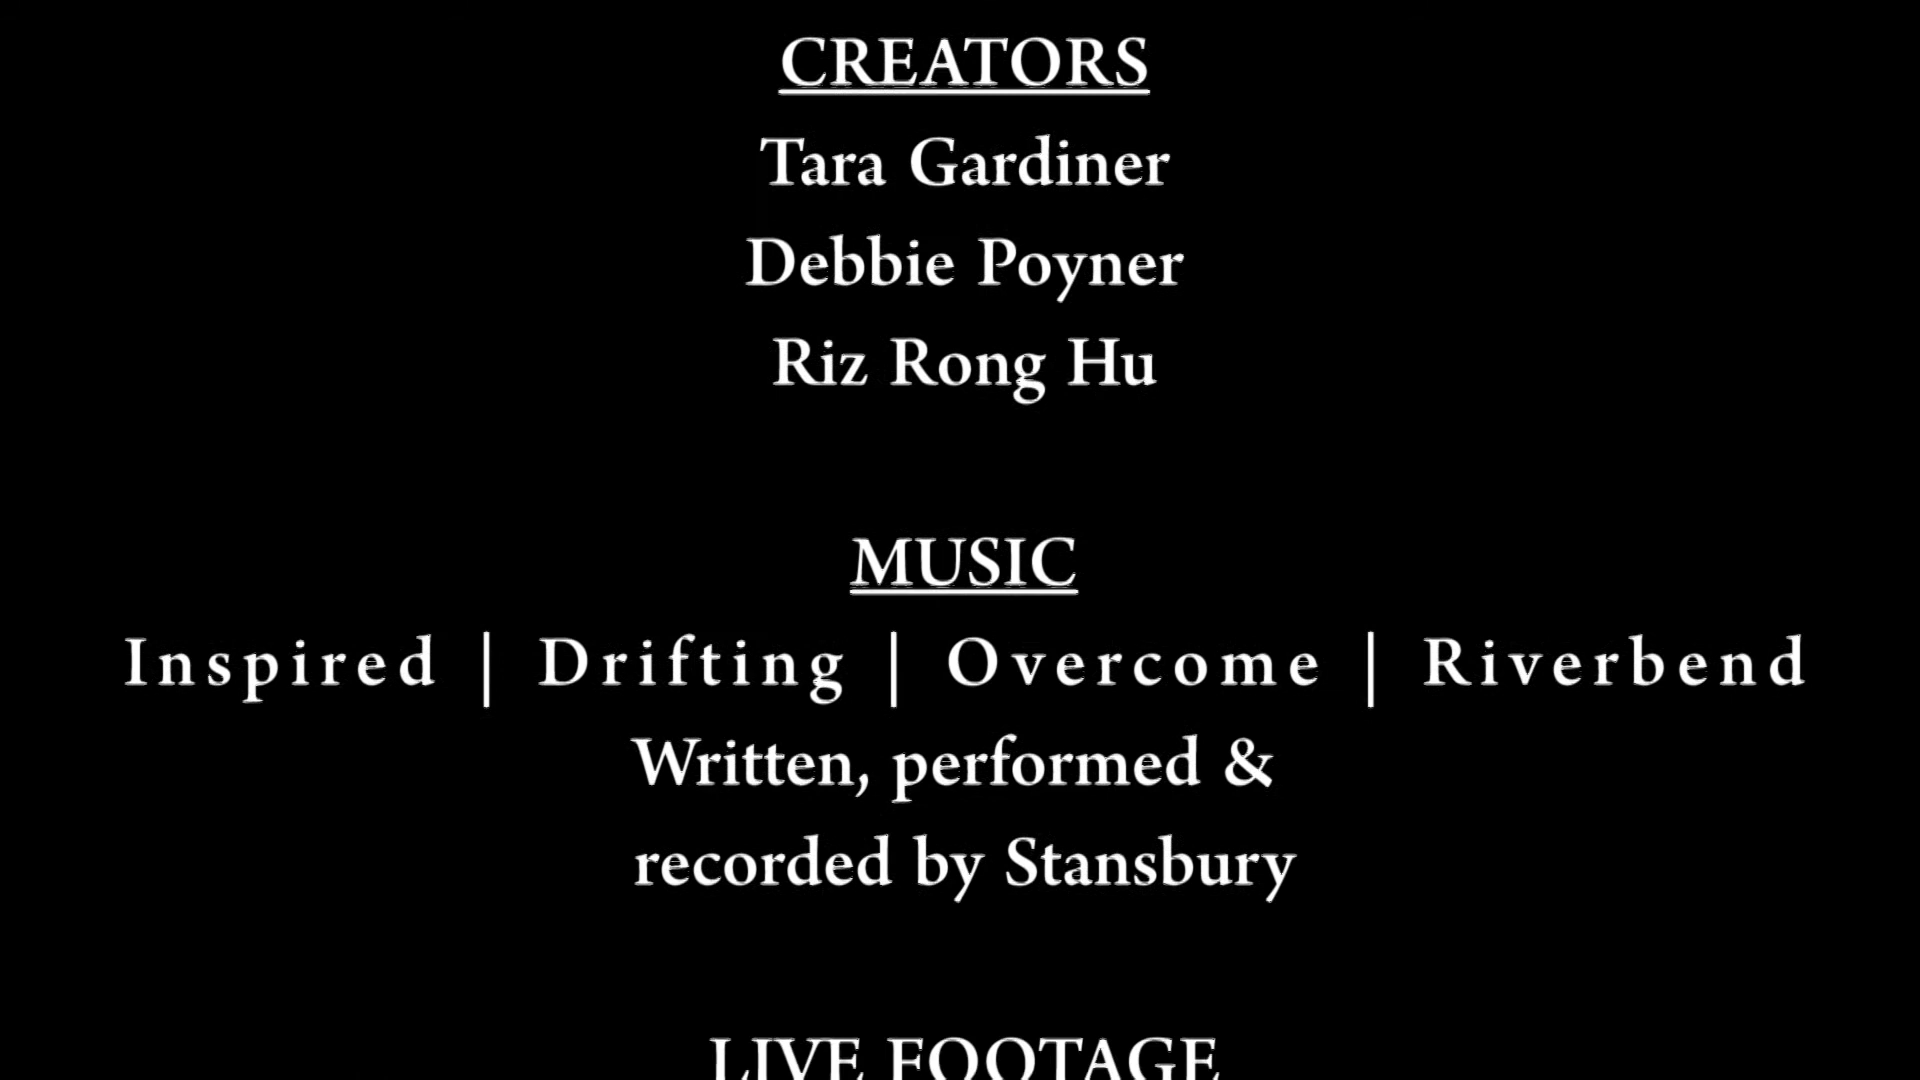 CREATORS
Tara Gardiner
Debbie Poyner
Riz Rong Hu
MUSIC
Inspired | Drifting | Overcome | Riverbend
Written, performed &
recorded by Stansbury
LIVE FOOTAGE